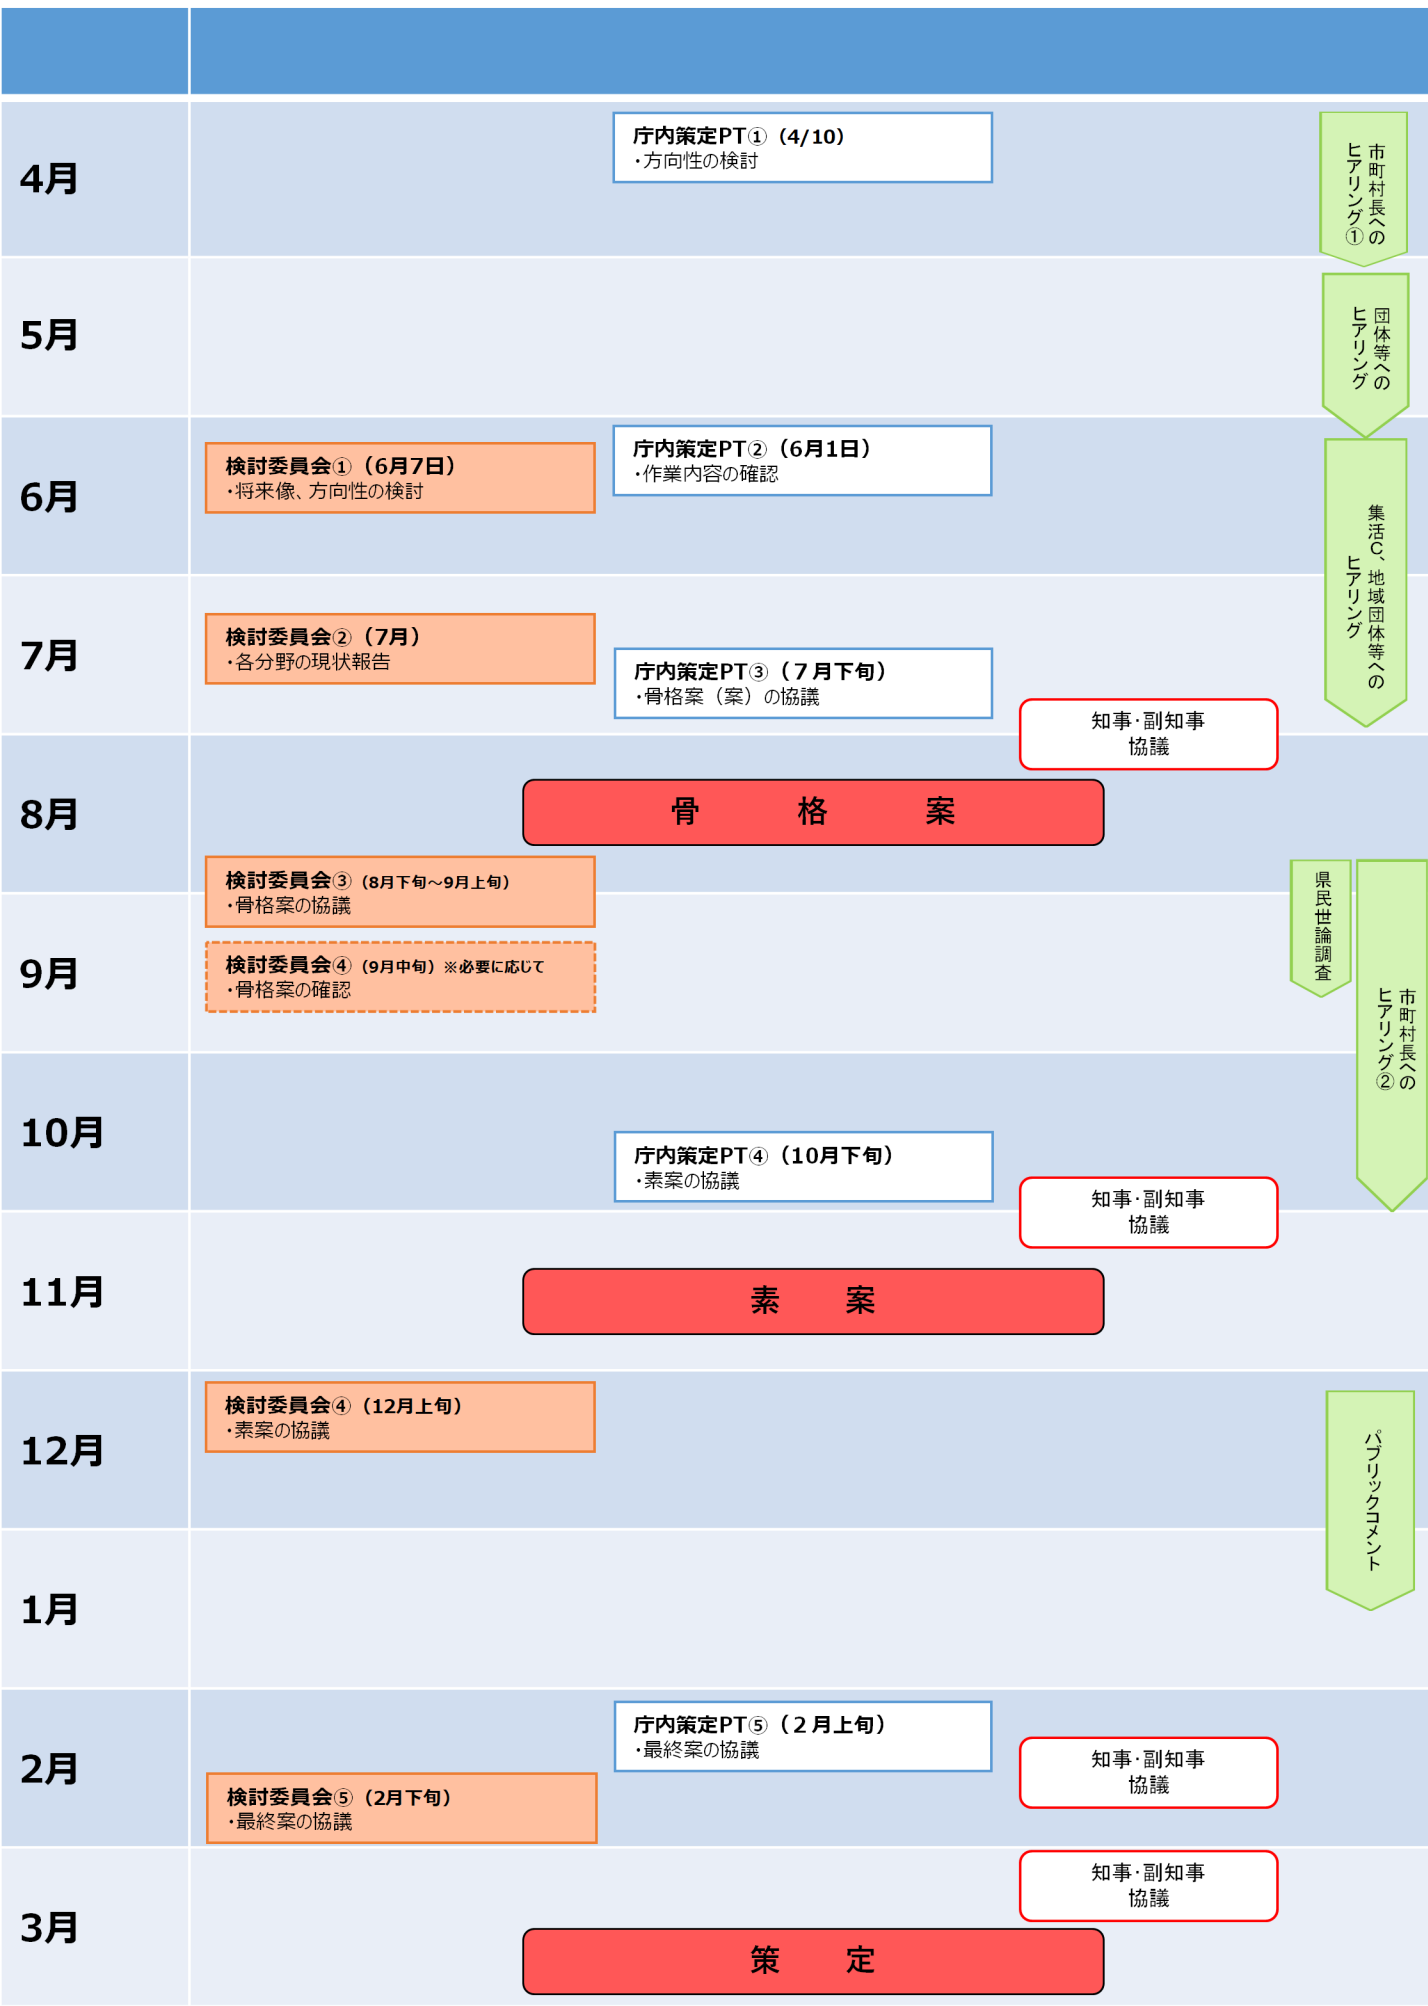 4月
庁内策定PT①（4/10）
・方向性の検討
市町村長への
ヒアリング①
5月
団体等への
ヒアリング
6月
検討委員会①（6月7日）
・将来像、方向性の検討
庁内策定PT②（6月1日）
・作業内容の確認
集活C、地域団体等への
ヒアリング
7月
検討委員会②（7月）
・各分野の現状報告
庁内策定PT③（７月下旬）
・骨格案（案）の協議
知事・副知事
協議
8月
骨 格 案
検討委員会③（8月下旬～9月上旬）
・骨格案の協議
県民世論調査
市町村長への
ヒアリング②
9月
検討委員会④（9月中旬）※必要に応じて
・骨格案の確認
10月
庁内策定PT④（10月下旬）
・素案の協議
知事・副知事
協議
11月
素 案
12月
検討委員会④（12月上旬）
・素案の協議
パブリックコメント
1月
2月
庁内策定PT⑤（２月上旬）
・最終案の協議
知事・副知事
協議
検討委員会⑤（2月下旬）
・最終案の協議
3月
知事・副知事
協議
策 定